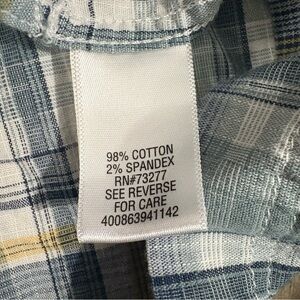 98% COTTON
2% SPANDEX
RN#73277
SEE REVERSE
FOR CARE
400863941142